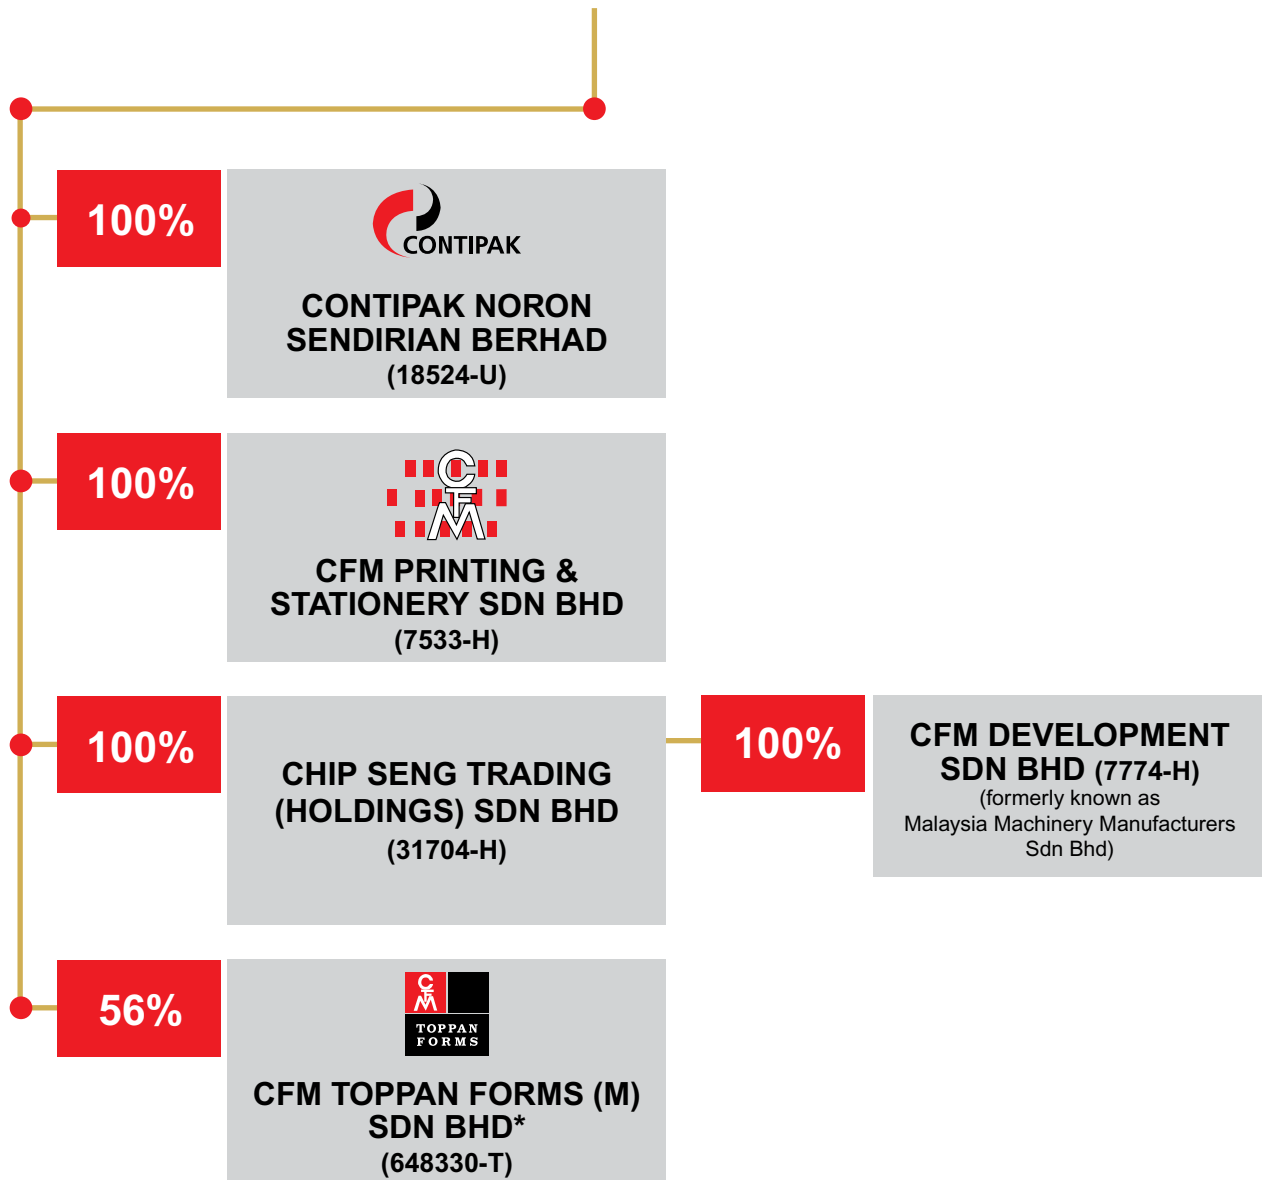 100%
CONTIPAK
CONTIPAK NORON
SENDIRIAN BERHAD
(18524-U)
100%
CFM
CFM PRINTING &
STATIONERY SDN BHD
(7533-H)
100%
CHIP SENG TRADING
(HOLDINGS) SDN BHD
(31704-H)
100%
CFM DEVELOPMENT
SDN BHD (7774-H)
(formerly known as
Malaysia Machinery Manufacturers
Sdn Bhd)
56%
CFM
TOPPAN
FORMS
CFM TOPPAN FORMS (M)
SDN BHD*
(648330-T)